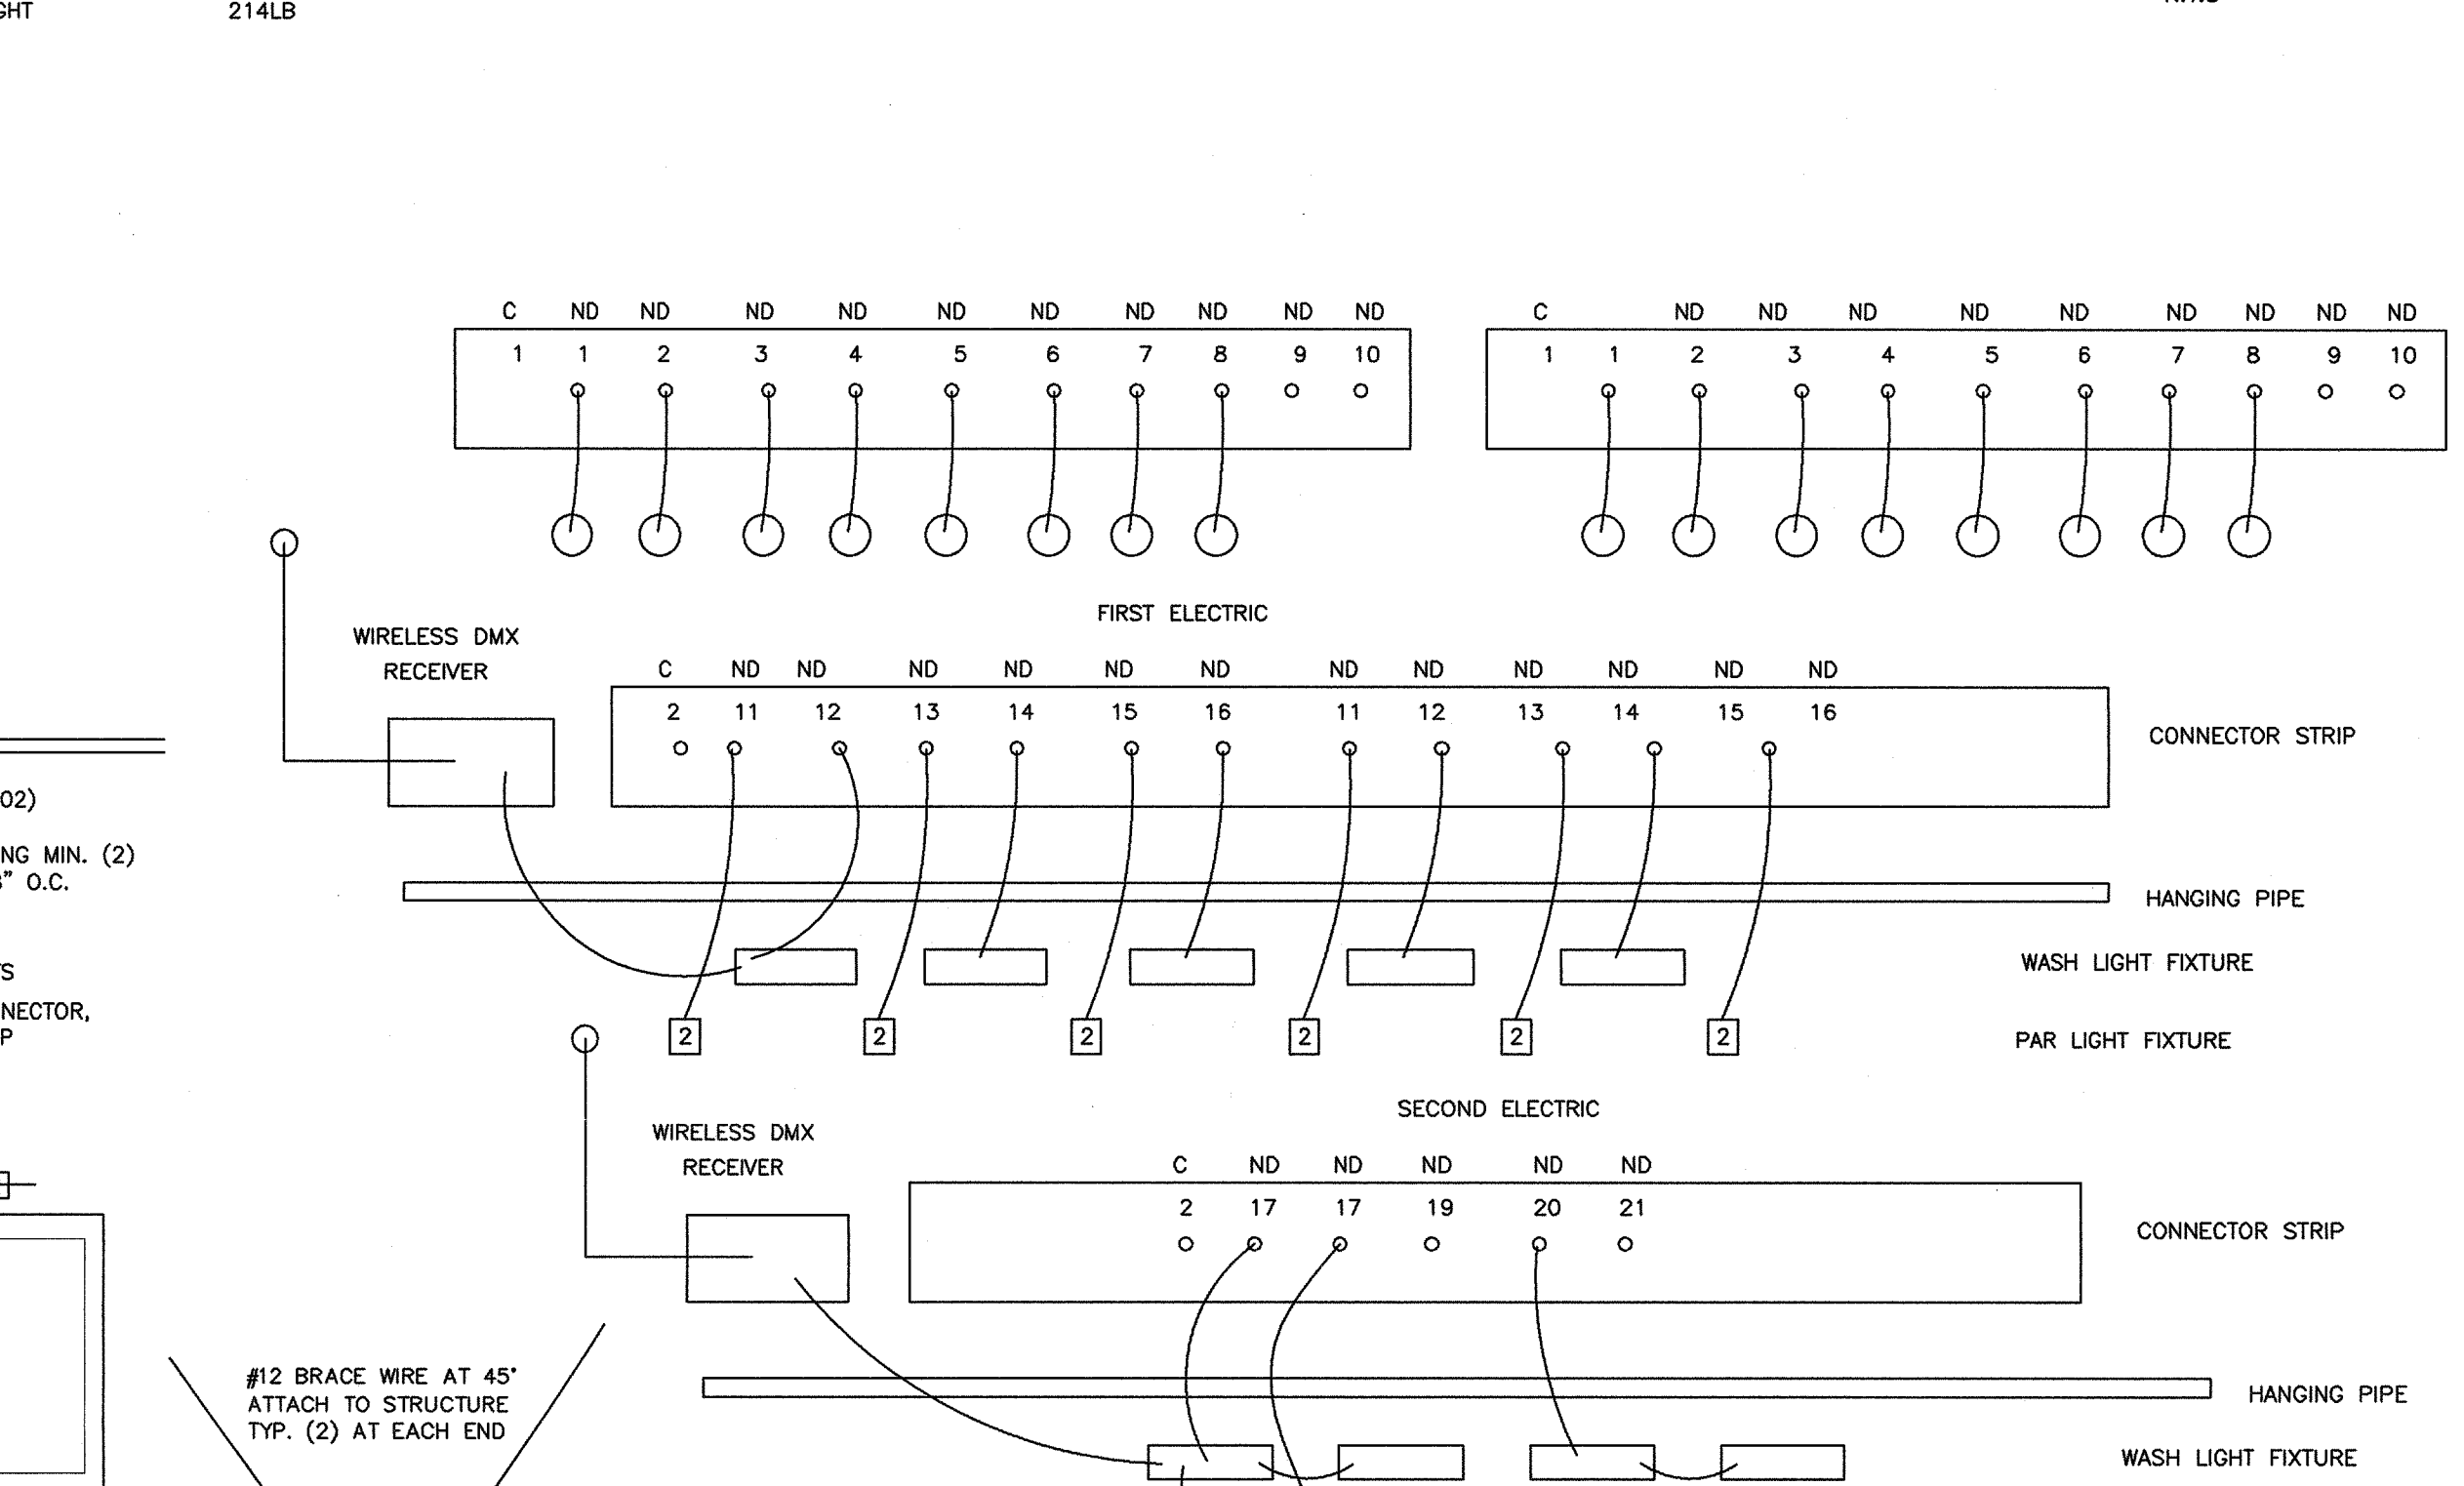 214LB
C ND ND ND ND ND ND ND ND ND ND
1 1 2 3 4 5 6 7 8 9 10
C ND ND ND ND ND ND ND ND ND
1 1 2 3 4 5 6 7 8 9 10
FIRST ELECTRIC
WIRELESS DMX
RECEIVER
C ND ND ND ND ND ND ND ND ND ND ND ND
2 11 12 13 14 15 16 11 12 13 14 15 16
CONNECTOR STRIP
02)
NG MIN. (2)
" O.C.
HANGING PIPE
WASH LIGHT FIXTURE
NECTOR,
2 2 2 2 2 2
PAR LIGHT FIXTURE
SECOND ELECTRIC
WIRELESS DMX
RECEIVER
C ND ND ND ND ND
2 17 17 19 20 21
CONNECTOR STRIP
#12 BRACE WIRE AT 45°
ATTACH TO STRUCTURE
TYP. (2) AT EACH END
HANGING PIPE
WASH LIGHT FIXTURE